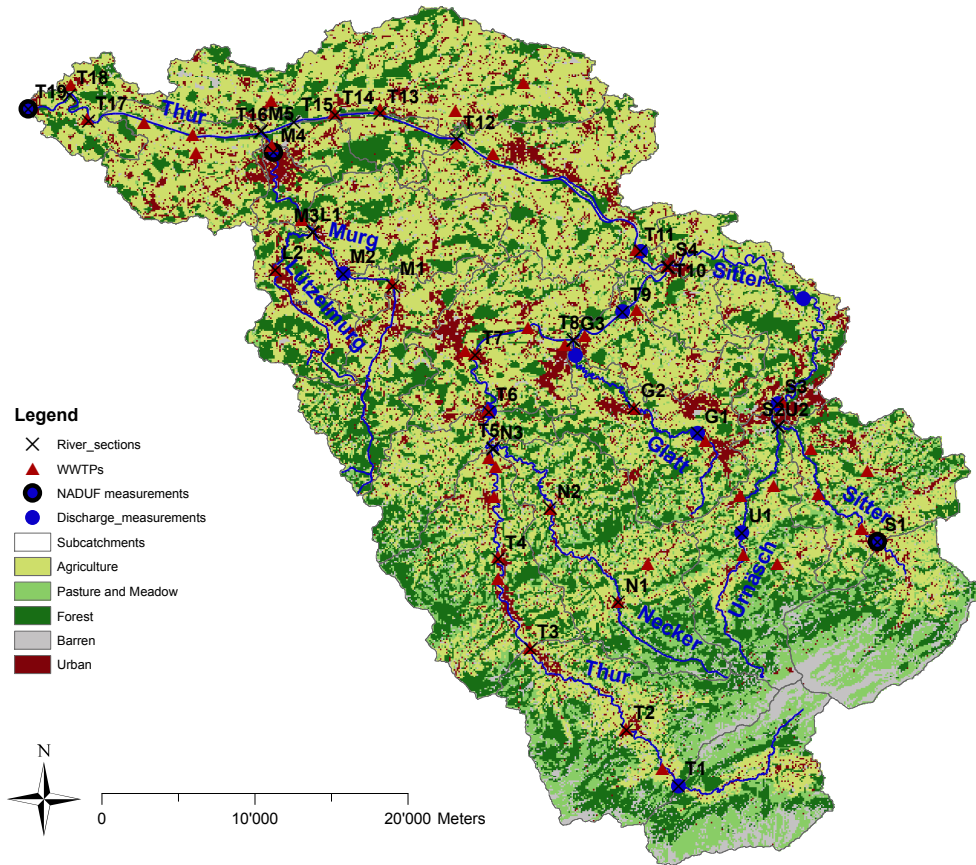 T18
T19
T17
Thur
T16M5
T15
T14
T13
T12
M4
M3L1
Murg
M2
M1
L2
Lützelmurg
T11
S4
T10
Sitter
T9
T8G3
T7
T6
T5N3
G2
G1
Glatt
S3
S2U2
N2
U1
Urnäsch
Sitter
S1
T4
N1
Necker
T3
Thur
T2
T1
Legend
River_sections
WWTPs
NADUF measurements
Discharge_measurements
Subcatchments
Agriculture
Pasture and Meadow
Forest
Barren
Urban
N
0
10'000
20'000 Meters